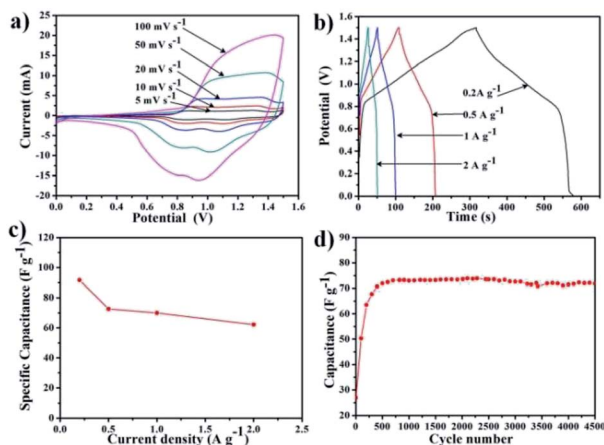 a)
100 mV s⁻¹
50 mV s⁻¹
20 mV s⁻¹
10 mV s⁻¹
5 mV s⁻¹
Current (mA)
25
20
15
10
5
0
-5
-10
-15
-20
0.0 0.2 0.4 0.6 0.8 1.0 1.2 1.4 1.6
Potential (V)
b)
0.2A g⁻¹
0.5 A g⁻¹
1 A g⁻¹
2 A g⁻¹
Potential (V)
1.6
1.4
1.2
1.0
0.8
0.6
0.4
0.2
0.0
0 100 200 300 400 500 600
Time (s)
c)
Specific Capacitance (F g⁻¹)
140
120
100
80
60
40
20
0
0.0 0.5 1.0 1.5 2.0 2.5
Current density (A g⁻¹)
d)
Capacitance (F g⁻¹)
90
80
70
60
50
40
30
20
0 500 1000 1500 2000 2500 3000 3500 4000 4500
Cycle number